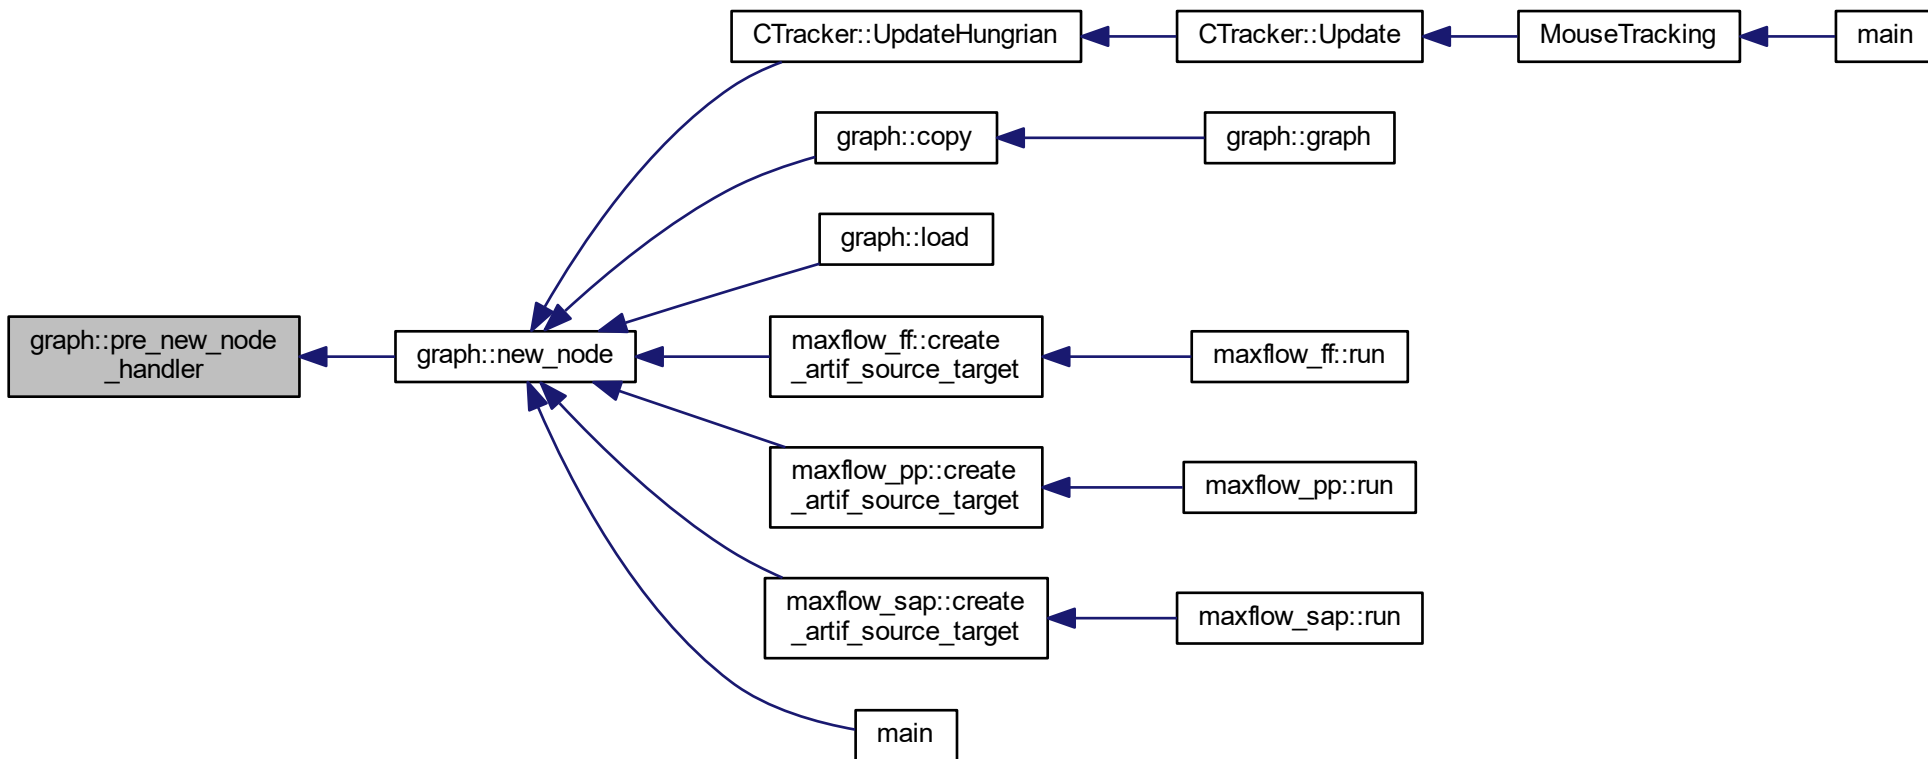 CTracker::UpdateHungrian
CTracker::Update
MouseTracking
main
graph::copy
graph::graph
graph::load
graph::pre_new_node
_handler
graph::new_node
maxflow_ff::create
_artif_source_target
maxflow_ff::run
maxflow_pp::create
_artif_source_target
maxflow_pp::run
maxflow_sap::create
_artif_source_target
maxflow_sap::run
main